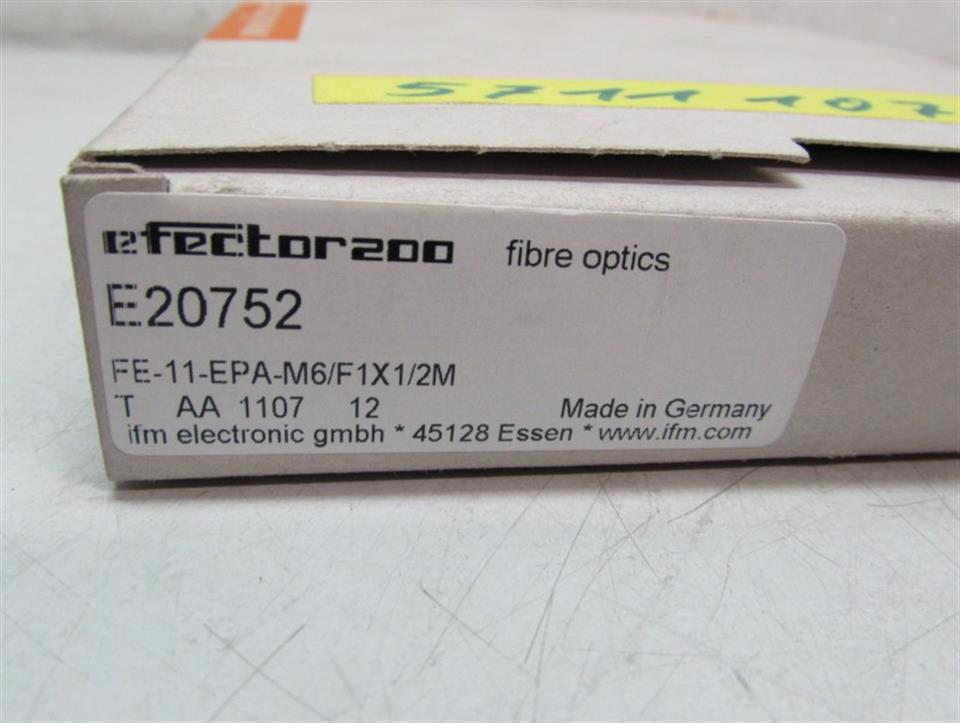 5711 107
efector200 fibre optics
E20752
FE-11-EPA-M6/F1X1/2M
T AA 1107 12 Made in Germany
ifm electronic gmbh * 45128 Essen * www.ifm.com